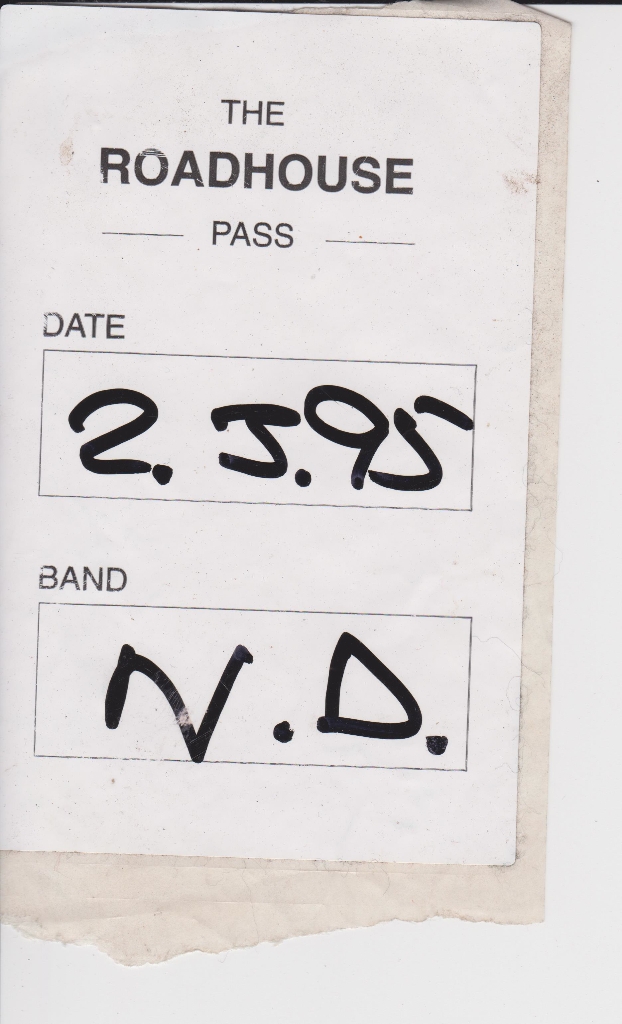 THE
ROADHOUSE
PASS
DATE
2.5.95
BAND
N.D.